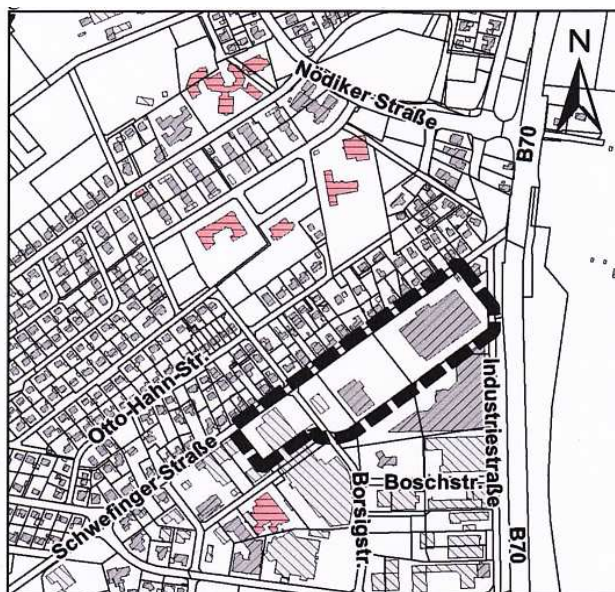 N
Nödiker Straße
B70
Otto-Hahn-Str.
Schwefinger Straße
Industriestraße
Boschstr.
Borsigstr.
B70